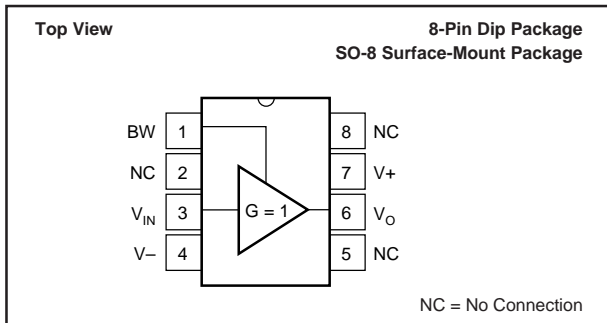 Top View
8-Pin Dip Package
SO-8 Surface-Mount Package
BW 1
8 NC
NC 2
7 V+
VIN 3
G = 1
6 VO
V– 4
5 NC
NC = No Connection